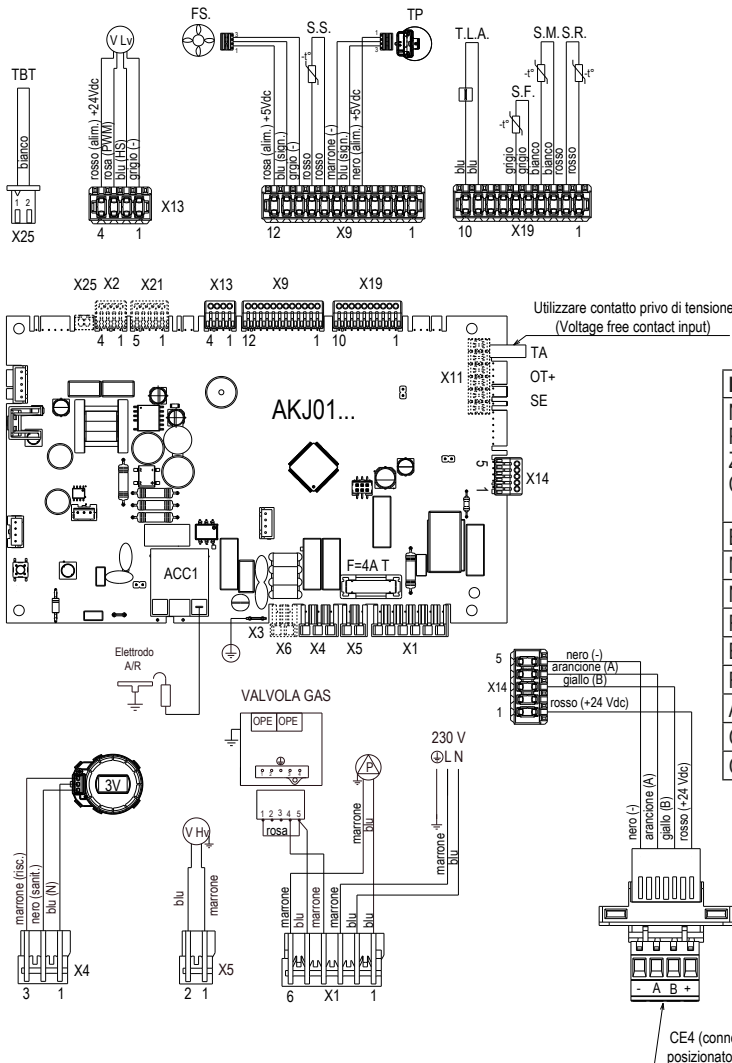 TBT
bianco
1 2
X25
V Lv
rosso (alim.) +24Vdc
rosa (PWM)
blu (HS)
grigio (-)
4 1
X13
FS.
S.S.
TP
-t°
rosa (alim.) +5Vdc
blu (sign.)
grigio (-)
rosso
rosso
marrone (-)
blu (sign.)
nero (alim.) +5Vdc
12 X9 1
T.L.A.
S.M. S.R.
S.F.
-t°
-t°
-t°
blu
blu
grigio
grigio
bianco
bianco
rosso
rosso
10 X19 1
X25 X2 X21 X13 X9 X19
4 1 5 1 4 1 12 1 10 1
Utilizzare contatto privo di tensione
(Voltage free contact input)
TA
X11 OT+
SE
AKJ01...
5
1
X14
ACC1
F=4A T
X3
X6 X4 X5 X1
Elettrodo
A/R
VALVOLA GAS
OPE OPE
1 2 3 4 5
rosa
P
230 V
L N
marrone
blu
marrone
blu
5
X14
1
nero (-)
arancione (A)
giallo (B)
rosso (+24 Vdc)
3V
marrone (risc.)
nero (sanit.)
blu (N)
3 1
X4
V Hv
blu
marrone
2 1
X5
marrone
blu
marrone
marrone
blu
blu
6 X1 1
nero (-)
arancione (A)
giallo (B)
rosso (+24 Vdc)
- A B +
CE4 (conne
posizionato